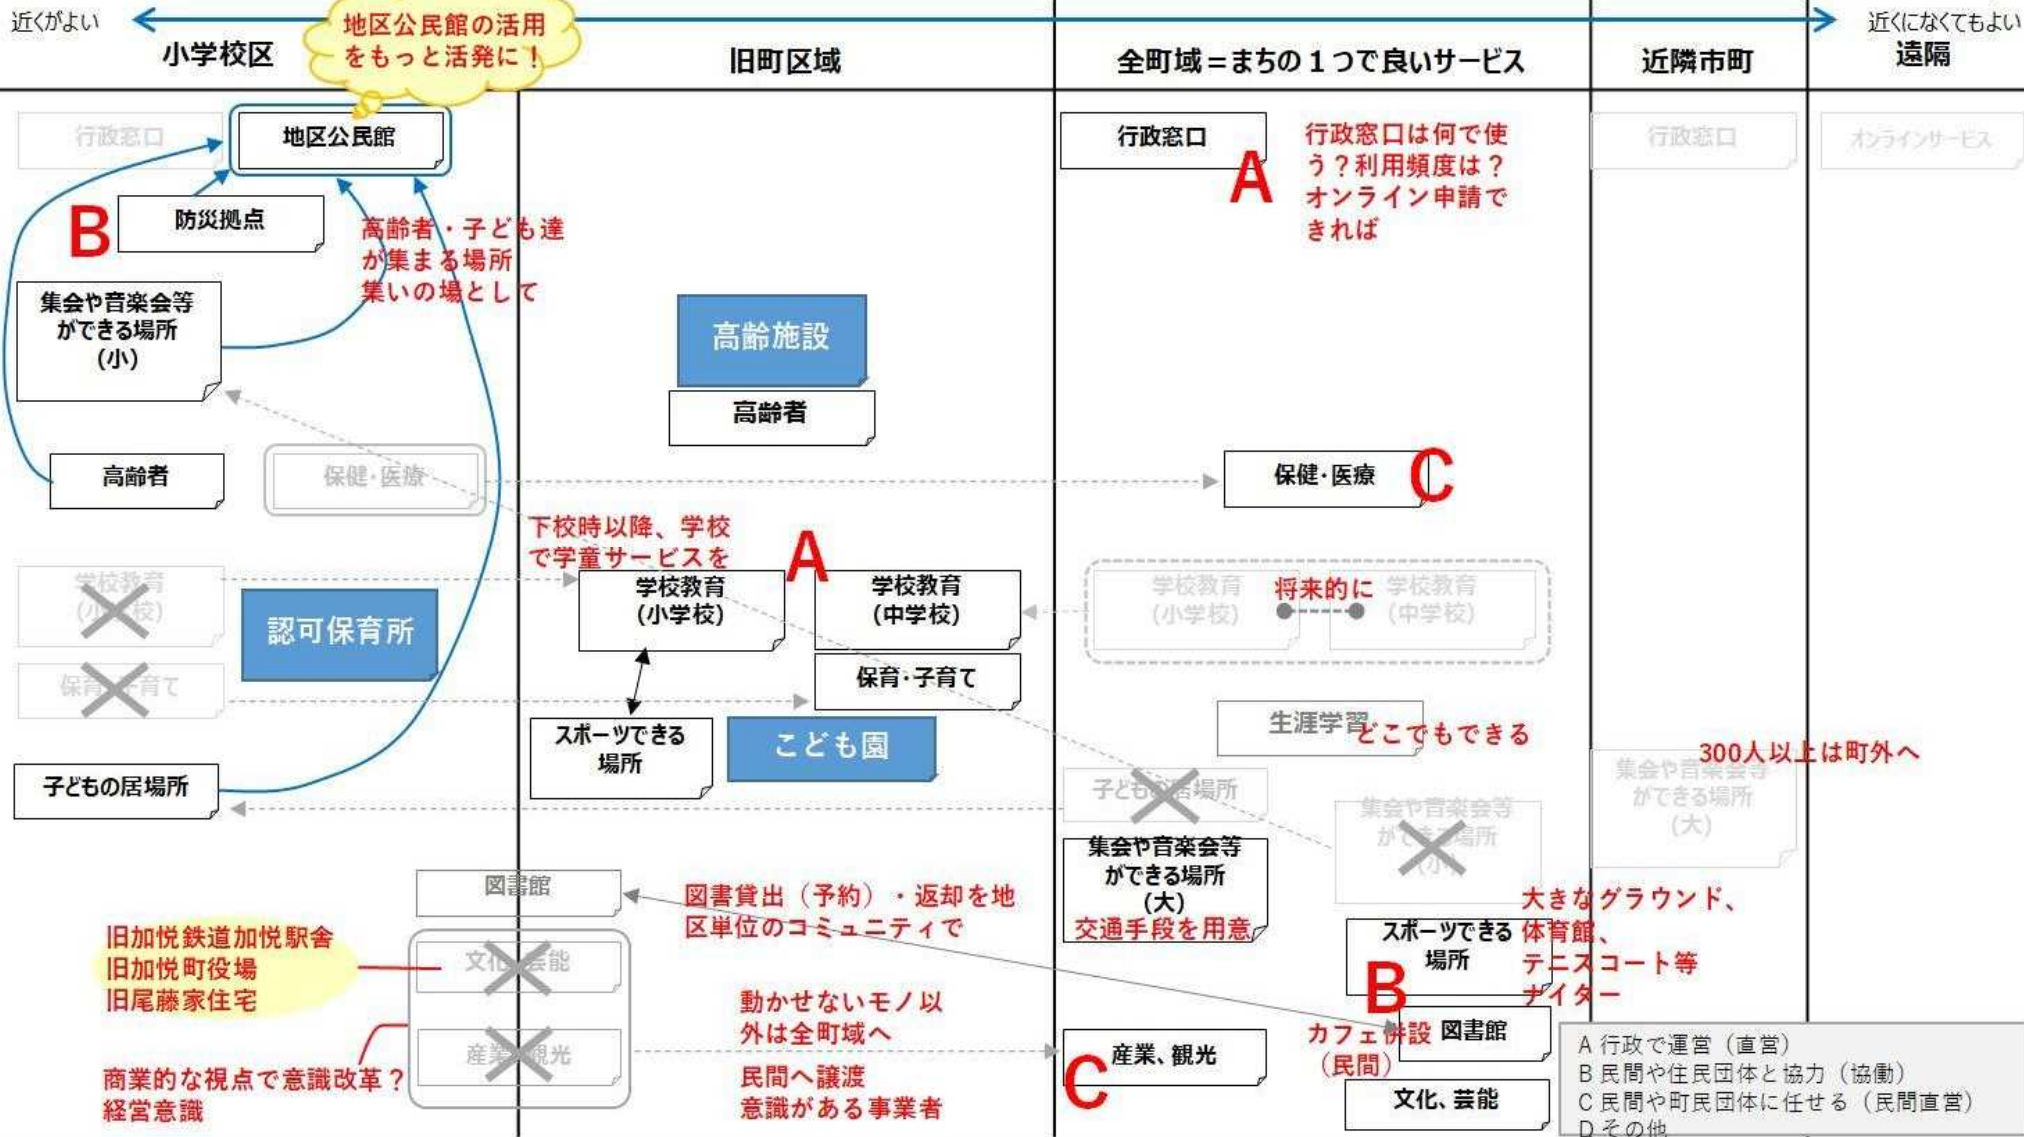 近くがよい
近くになくてもよい
小学校区
旧町区域
全町域＝まちの１つで良いサービス
近隣市町
遠隔
地区公民館の活用
をもっと活発に！
行政窓口
地区公民館
防災拠点
B
高齢者・子ども達
が集まる場所
集いの場として
集会や音楽会等
ができる場所
(小)
高齢者
保健・医療
学校教育
(小学校)
認可保育所
保育・子育て
子どもの居場所
旧加悦鉄道加悦駅舎
旧加悦町役場
旧尾藤家住宅
商業的な視点で意識改革？
経営意識
図書館
文化、芸能
産業、観光
高齢施設
高齢者
下校時以降、学校
で学童サービスを
A
学校教育
(小学校)
学校教育
(中学校)
保育・子育て
スポーツできる
場所
こども園
図書貸出（予約）・返却を地
区単位のコミュニティで
動かせないモノ以
外は全町域へ
民間へ譲渡
意識がある事業者
行政窓口
A
行政窓口は何で使
う？利用頻度は？
オンライン申請で
きれば
保健・医療
C
学校教育
(小学校)
将来的に
学校教育
(中学校)
生涯学習
どこでもできる
子どもの居場所
集会や音楽会等
ができる場所
(小)
集会や音楽会等
ができる場所
(大)
交通手段を用意
スポーツできる
場所
B
大きなグラウンド、
体育館、
テニスコート等
ナイター
カフェ併設
（民間）
図書館
産業、観光
C
文化、芸能
行政窓口
オンラインサービス
300人以上は町外へ
集会や音楽会等
ができる場所
(大)
A 行政で運営（直営）
B 民間や住民団体と協力（協働）
C 民間や町民団体に任せる（民間直営）
D その他